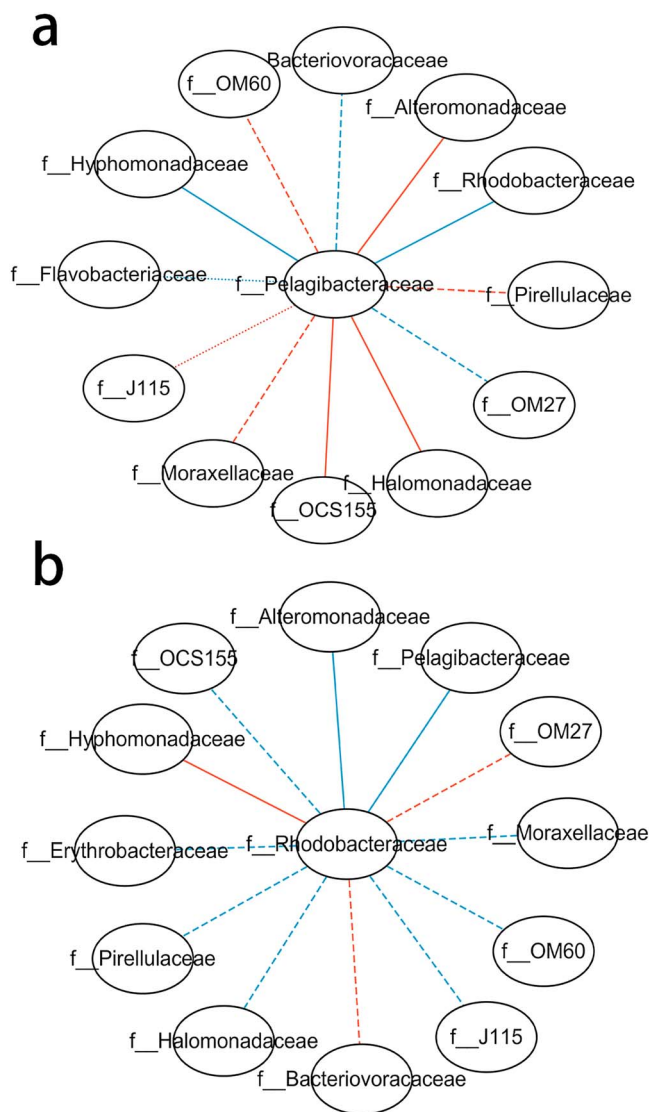 a
Bacteriovoracaceae
f__OM60
f__Alteromonadaceae
f__Hyphomonadaceae
f__Rhodobacteraceae
f__Flavobacteriaceae
f__Pelagibacteraceae
f__Pirellulaceae
f__J115
f__OM27
f__Moraxellaceae
f__Halomonadaceae
f__OCS155
b
f__Alteromonadaceae
f__OCS155
f__Pelagibacteraceae
f__Hyphomonadaceae
f__OM27
f__Erythrobacteraceae
f__Rhodobacteraceae
f__Moraxellaceae
f__Pirellulaceae
f__OM60
f__Halomonadaceae
f__J115
f__Bacteriovoracaceae